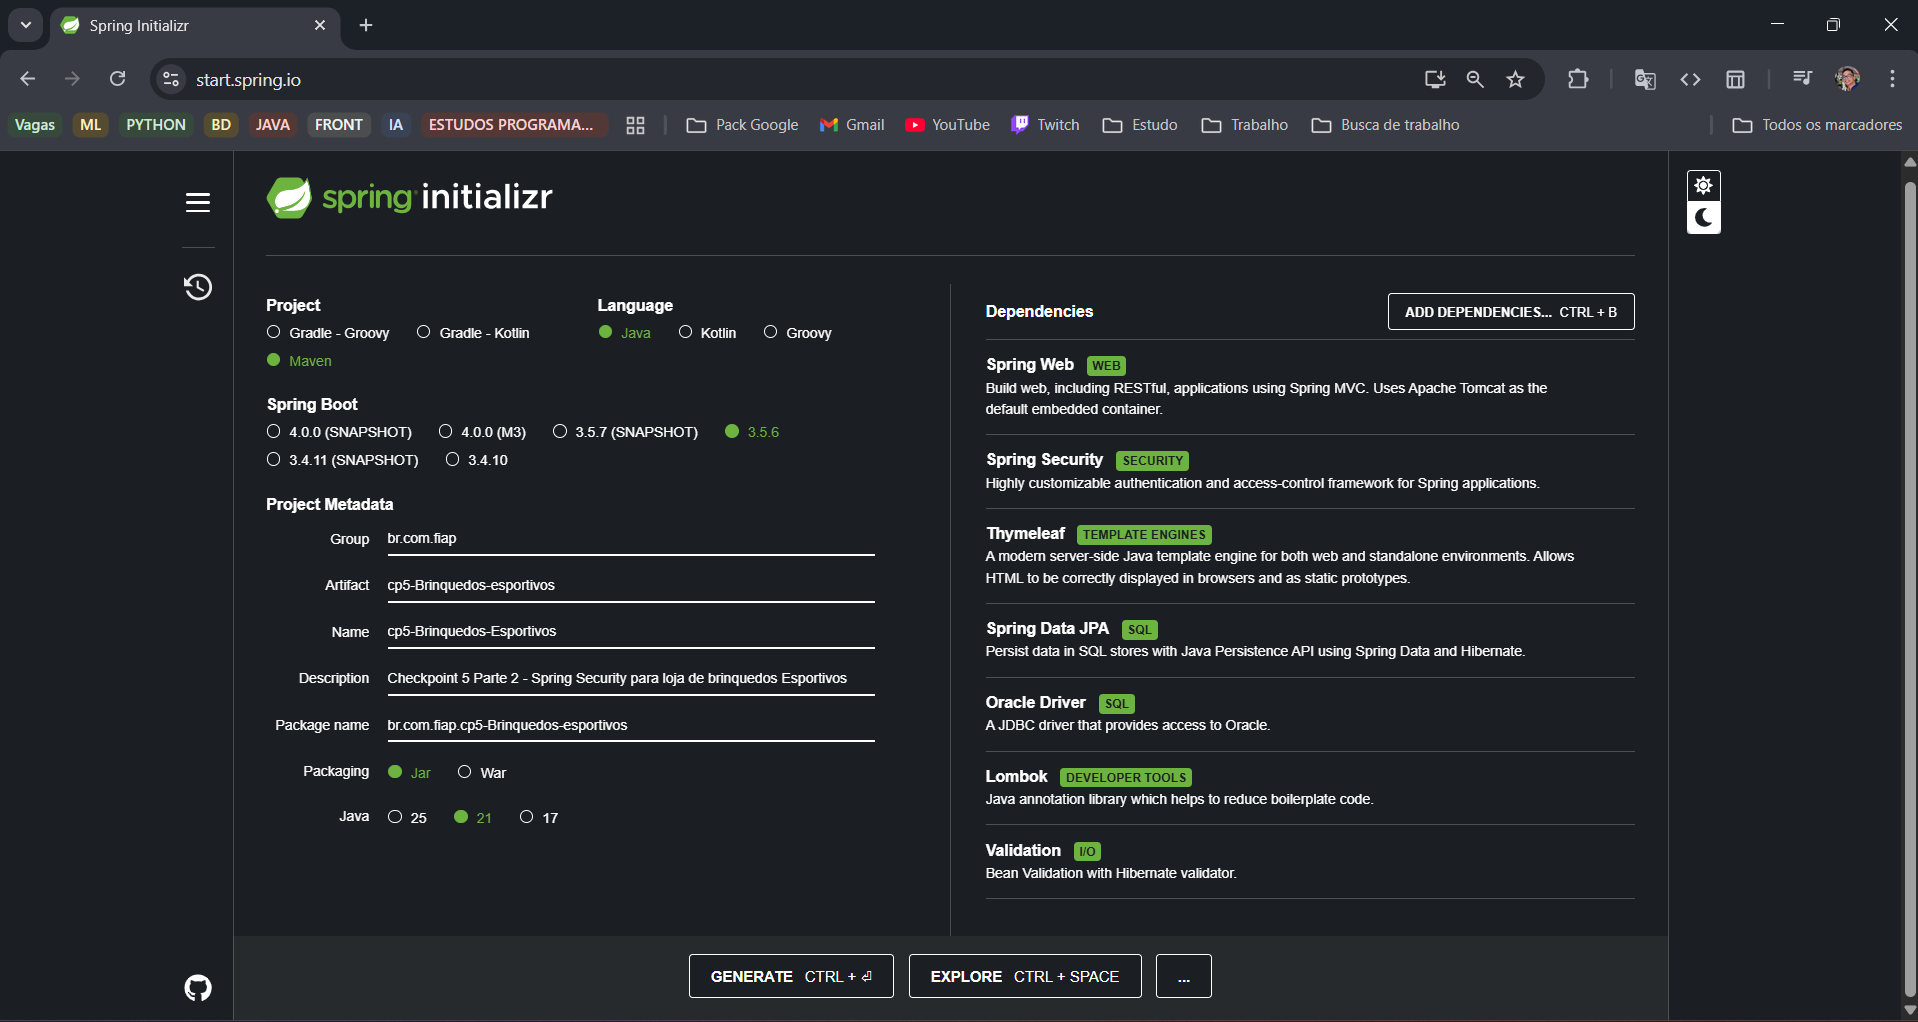 Spring Initializr
start.spring.io
Vagas ML PYTHON BD JAVA FRONT IA ESTUDOS PROGRAMA... Pack Google Gmail YouTube Twitch Estudo Trabalho Busca de trabalho Todos os marcadores
spring initializr
Project
Gradle - Groovy Gradle - Kotlin
Maven
Language
Java Kotlin Groovy
Spring Boot
4.0.0 (SNAPSHOT) 4.0.0 (M3) 3.5.7 (SNAPSHOT) 3.5.6
3.4.11 (SNAPSHOT) 3.4.10
Project Metadata
Group br.com.fiap
Artifact cp5-Brinquedos-esportivos
Name cp5-Brinquedos-Esportivos
Description Checkpoint 5 Parte 2 - Spring Security para loja de brinquedos Esportivos
Package name br.com.fiap.cp5-Brinquedos-esportivos
Packaging Jar War
Java 25 21 17
Dependencies ADD DEPENDENCIES... CTRL + B
Spring Web WEB
Build web, including RESTful, applications using Spring MVC. Uses Apache Tomcat as the
default embedded container.
Spring Security SECURITY
Highly customizable authentication and access-control framework for Spring applications.
Thymeleaf TEMPLATE ENGINES
A modern server-side Java template engine for both web and standalone environments. Allows
HTML to be correctly displayed in browsers and as static prototypes.
Spring Data JPA SQL
Persist data in SQL stores with Java Persistence API using Spring Data and Hibernate.
Oracle Driver SQL
A JDBC driver that provides access to Oracle.
Lombok DEVELOPER TOOLS
Java annotation library which helps to reduce boilerplate code.
Validation I/O
Bean Validation with Hibernate validator.
GENERATE CTRL + ⏎ EXPLORE CTRL + SPACE ...